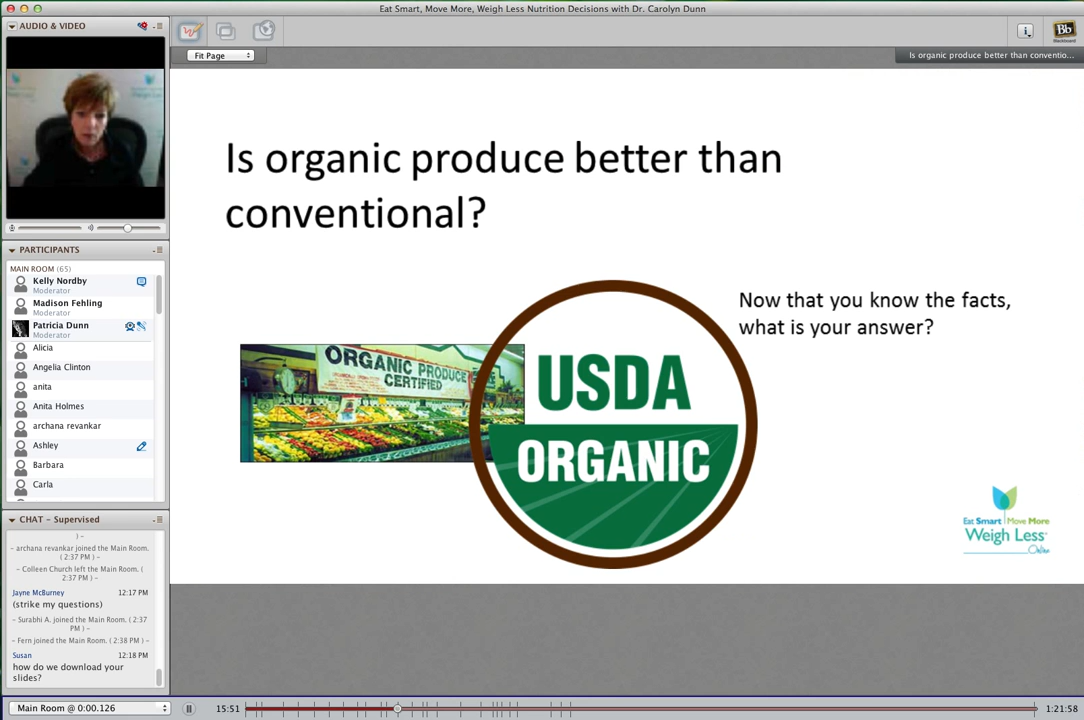 Eat Smart, Move More, Weigh Less Nutrition Decisions with Dr. Carolyn Dunn
AUDIO & VIDEO
PARTICIPANTS
MAIN ROOM (65)
Kelly Nordby
Moderator
Madison Fehling
Moderator
Patricia Dunn
Moderator
Alicia
Angelia Clinton
anita
Anita Holmes
archana revankar
Ashley
Barbara
Carla
CHAT – Supervised
) –
– archana revankar joined the Main Room.
( 2:37 PM ) –
– Colleen Church left the Main Room. (
2:37 PM ) –
Jayne McBurney 12:17 PM
(strike my questions)
– Surabhi A. joined the Main Room. ( 2:37
PM ) –
– Fern joined the Main Room. ( 2:38 PM ) –
Susan 12:18 PM
how do we download your
slides?
Main Room @ 0:00.126
Fit Page
i
Bb
Blackboard
Is organic produce better than conventio...
Is organic produce better than
conventional?
Now that you know the facts,
what is your answer?
ORGANIC PRODUCE
CERTIFIED
USDA
ORGANIC
Eat Smart Move More
Weigh Less
Online
15:51
1:21:58